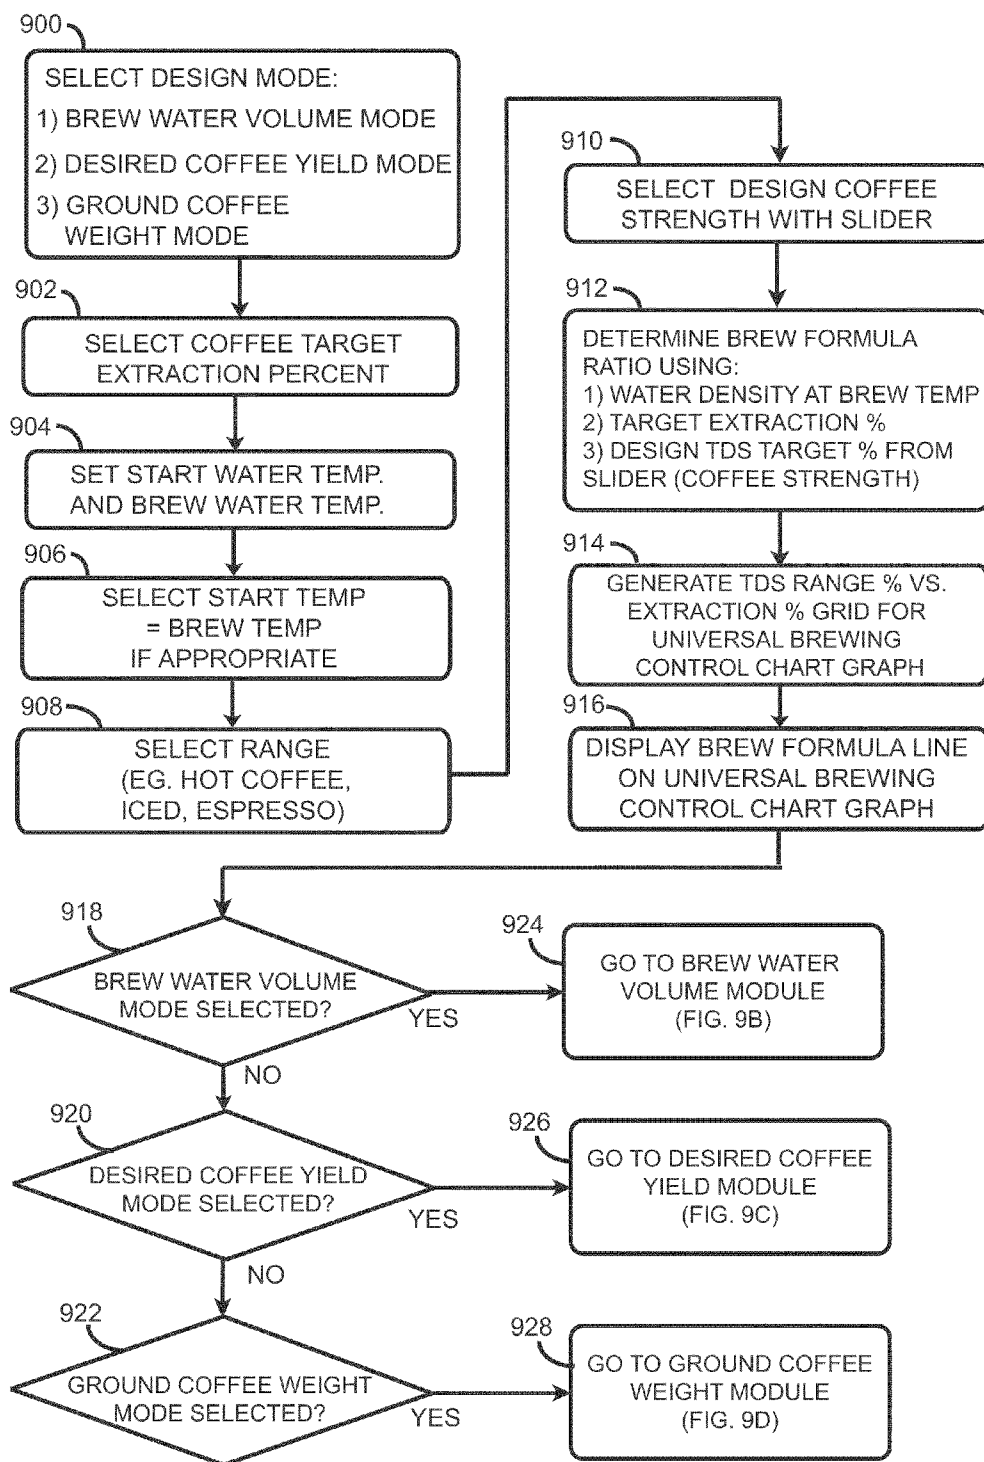 900
SELECT DESIGN MODE:
1) BREW WATER VOLUME MODE
2) DESIRED COFFEE YIELD MODE
3) GROUND COFFEE
WEIGHT MODE
902
SELECT COFFEE TARGET
EXTRACTION PERCENT
904
SET START WATER TEMP.
AND BREW WATER TEMP.
906
SELECT START TEMP
= BREW TEMP
IF APPROPRIATE
908
SELECT RANGE
(EG. HOT COFFEE,
ICED, ESPRESSO)
910
SELECT DESIGN COFFEE
STRENGTH WITH SLIDER
912
DETERMINE BREW FORMULA
RATIO USING:
1) WATER DENSITY AT BREW TEMP
2) TARGET EXTRACTION %
3) DESIGN TDS TARGET % FROM
SLIDER (COFFEE STRENGTH)
914
GENERATE TDS RANGE % VS.
EXTRACTION % GRID FOR
UNIVERSAL BREWING
CONTROL CHART GRAPH
916
DISPLAY BREW FORMULA LINE
ON UNIVERSAL BREWING
CONTROL CHART GRAPH
918
BREW WATER VOLUME
MODE SELECTED?
YES
NO
924
GO TO BREW WATER
VOLUME MODULE
(FIG. 9B)
920
DESIRED COFFEE YIELD
MODE SELECTED?
YES
NO
926
GO TO DESIRED COFFEE
YIELD MODULE
(FIG. 9C)
922
GROUND COFFEE WEIGHT
MODE SELECTED?
YES
928
GO TO GROUND COFFEE
WEIGHT MODULE
(FIG. 9D)